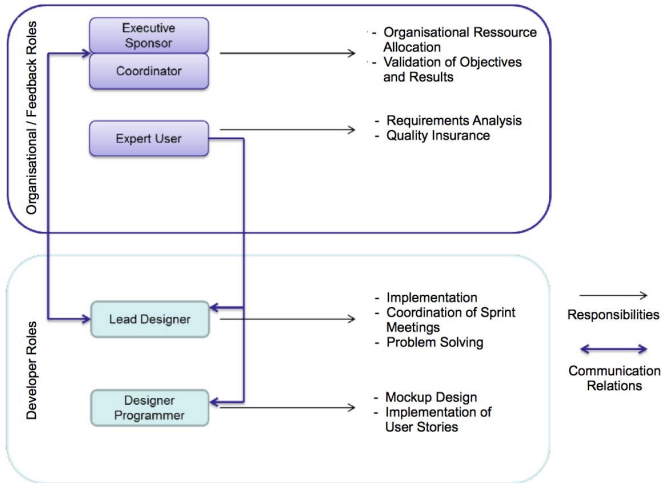 Organisational / Feedback Roles
Executive
Sponsor
Coordinator
- Organisational Ressource
Allocation
- Validation of Objectives
and Results
Expert User
- Requirements Analysis
- Quality Insurance
Developer Roles
Lead Designer
- Implementation
- Coordination of Sprint
Meetings
- Problem Solving
Designer
Programmer
- Mockup Design
- Implementation of
User Stories
Responsibilities
Communication
Relations